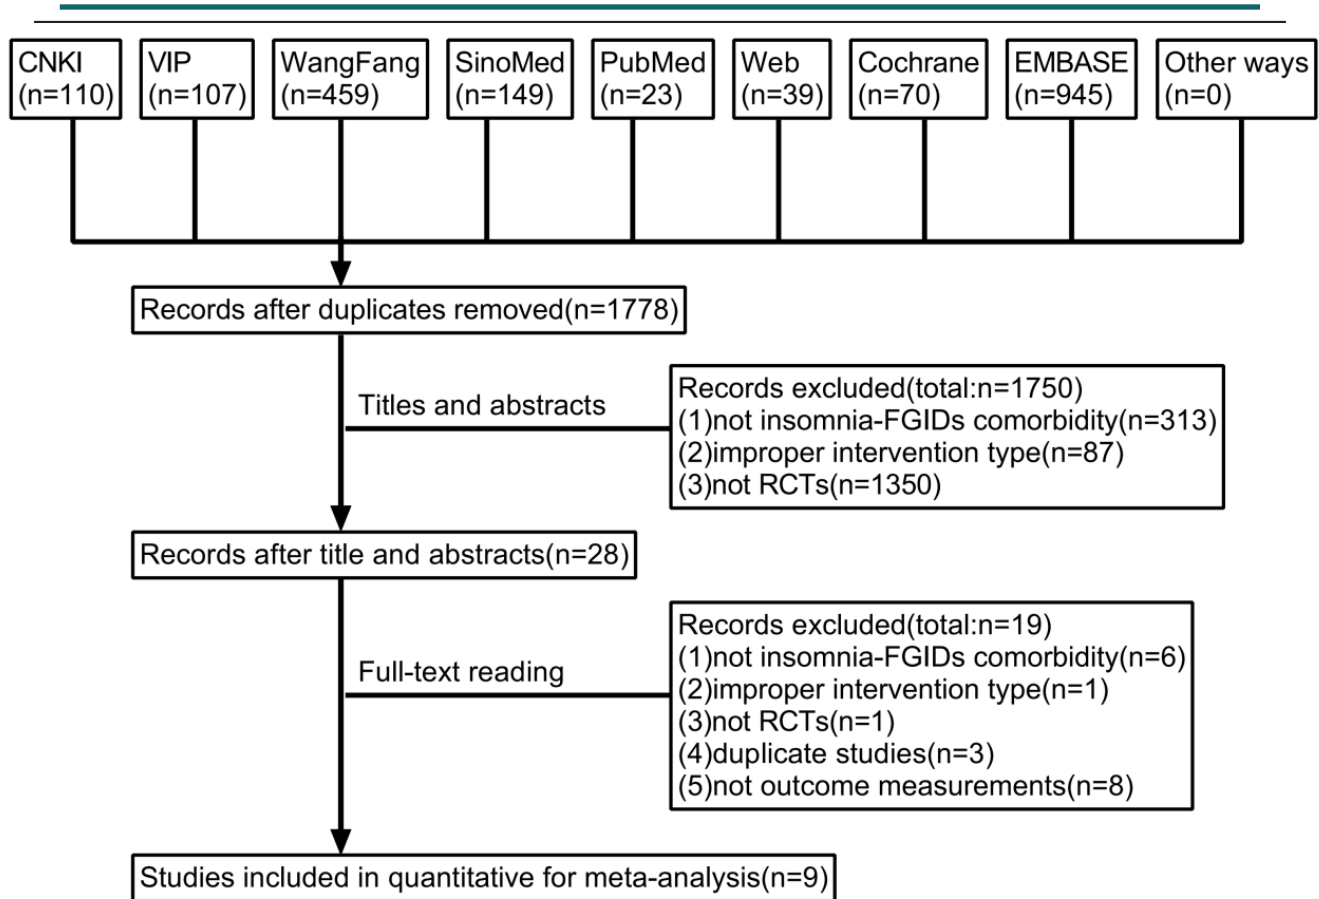 CNKI
(n=110)
VIP
(n=107)
WangFang
(n=459)
SinoMed
(n=149)
PubMed
(n=23)
Web
(n=39)
Cochrane
(n=70)
EMBASE
(n=945)
Other ways
(n=0)
Records after duplicates removed(n=1778)
Titles and abstracts
Records excluded(total:n=1750)
(1)not insomnia-FGIDs comorbidity(n=313)
(2)improper intervention type(n=87)
(3)not RCTs(n=1350)
Records after title and abstracts(n=28)
Full-text reading
Records excluded(total:n=19)
(1)not insomnia-FGIDs comorbidity(n=6)
(2)improper intervention type(n=1)
(3)not RCTs(n=1)
(4)duplicate studies(n=3)
(5)not outcome measurements(n=8)
Studies included in quantitative for meta-analysis(n=9)